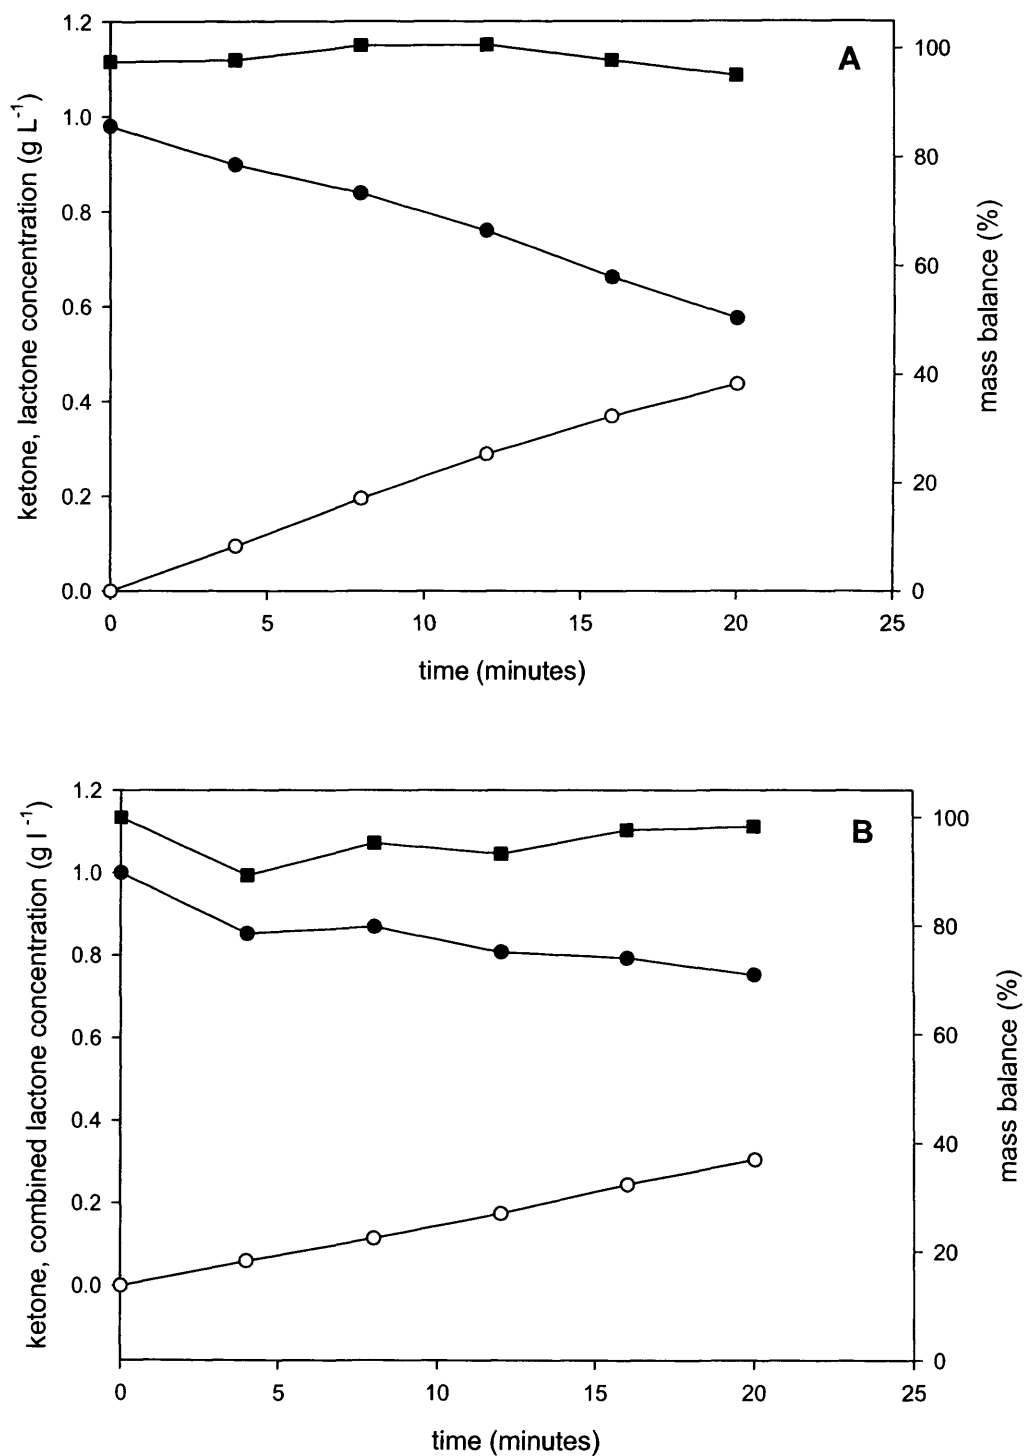 A
ketone, lactone concentration (g L⁻¹)
1.2
1.0
0.8
0.6
0.4
0.2
0.0
100
80
60
40
20
0
mass balance (%)
0 5 10 15 20 25
time (minutes)
B
ketone, combined lactone concentration (g l ⁻¹)
1.2
1.0
0.8
0.6
0.4
0.2
0.0
100
80
60
40
20
0
mass balance (%)
0 5 10 15 20 25
time (minutes)